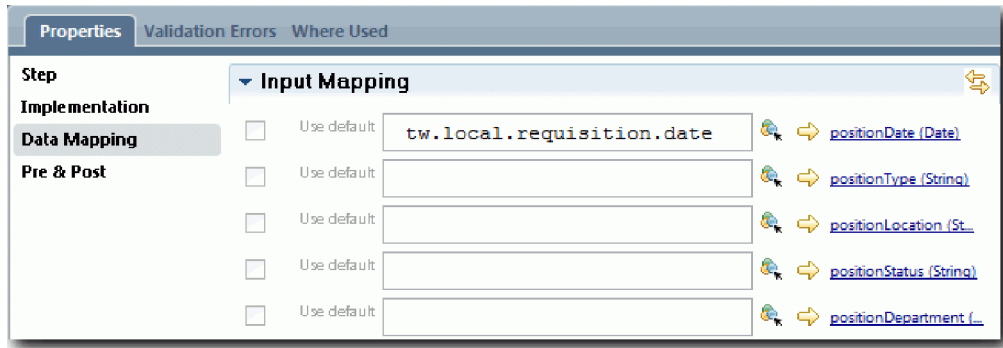 Properties Validation Errors Where Used
Step
Implementation
Data Mapping
Pre & Post
Input Mapping
Use default tw.local.requisition.date positionDate (Date)
Use default positionType (String)
Use default positionLocation (St...
Use default positionStatus (String)
Use default positionDepartment (...